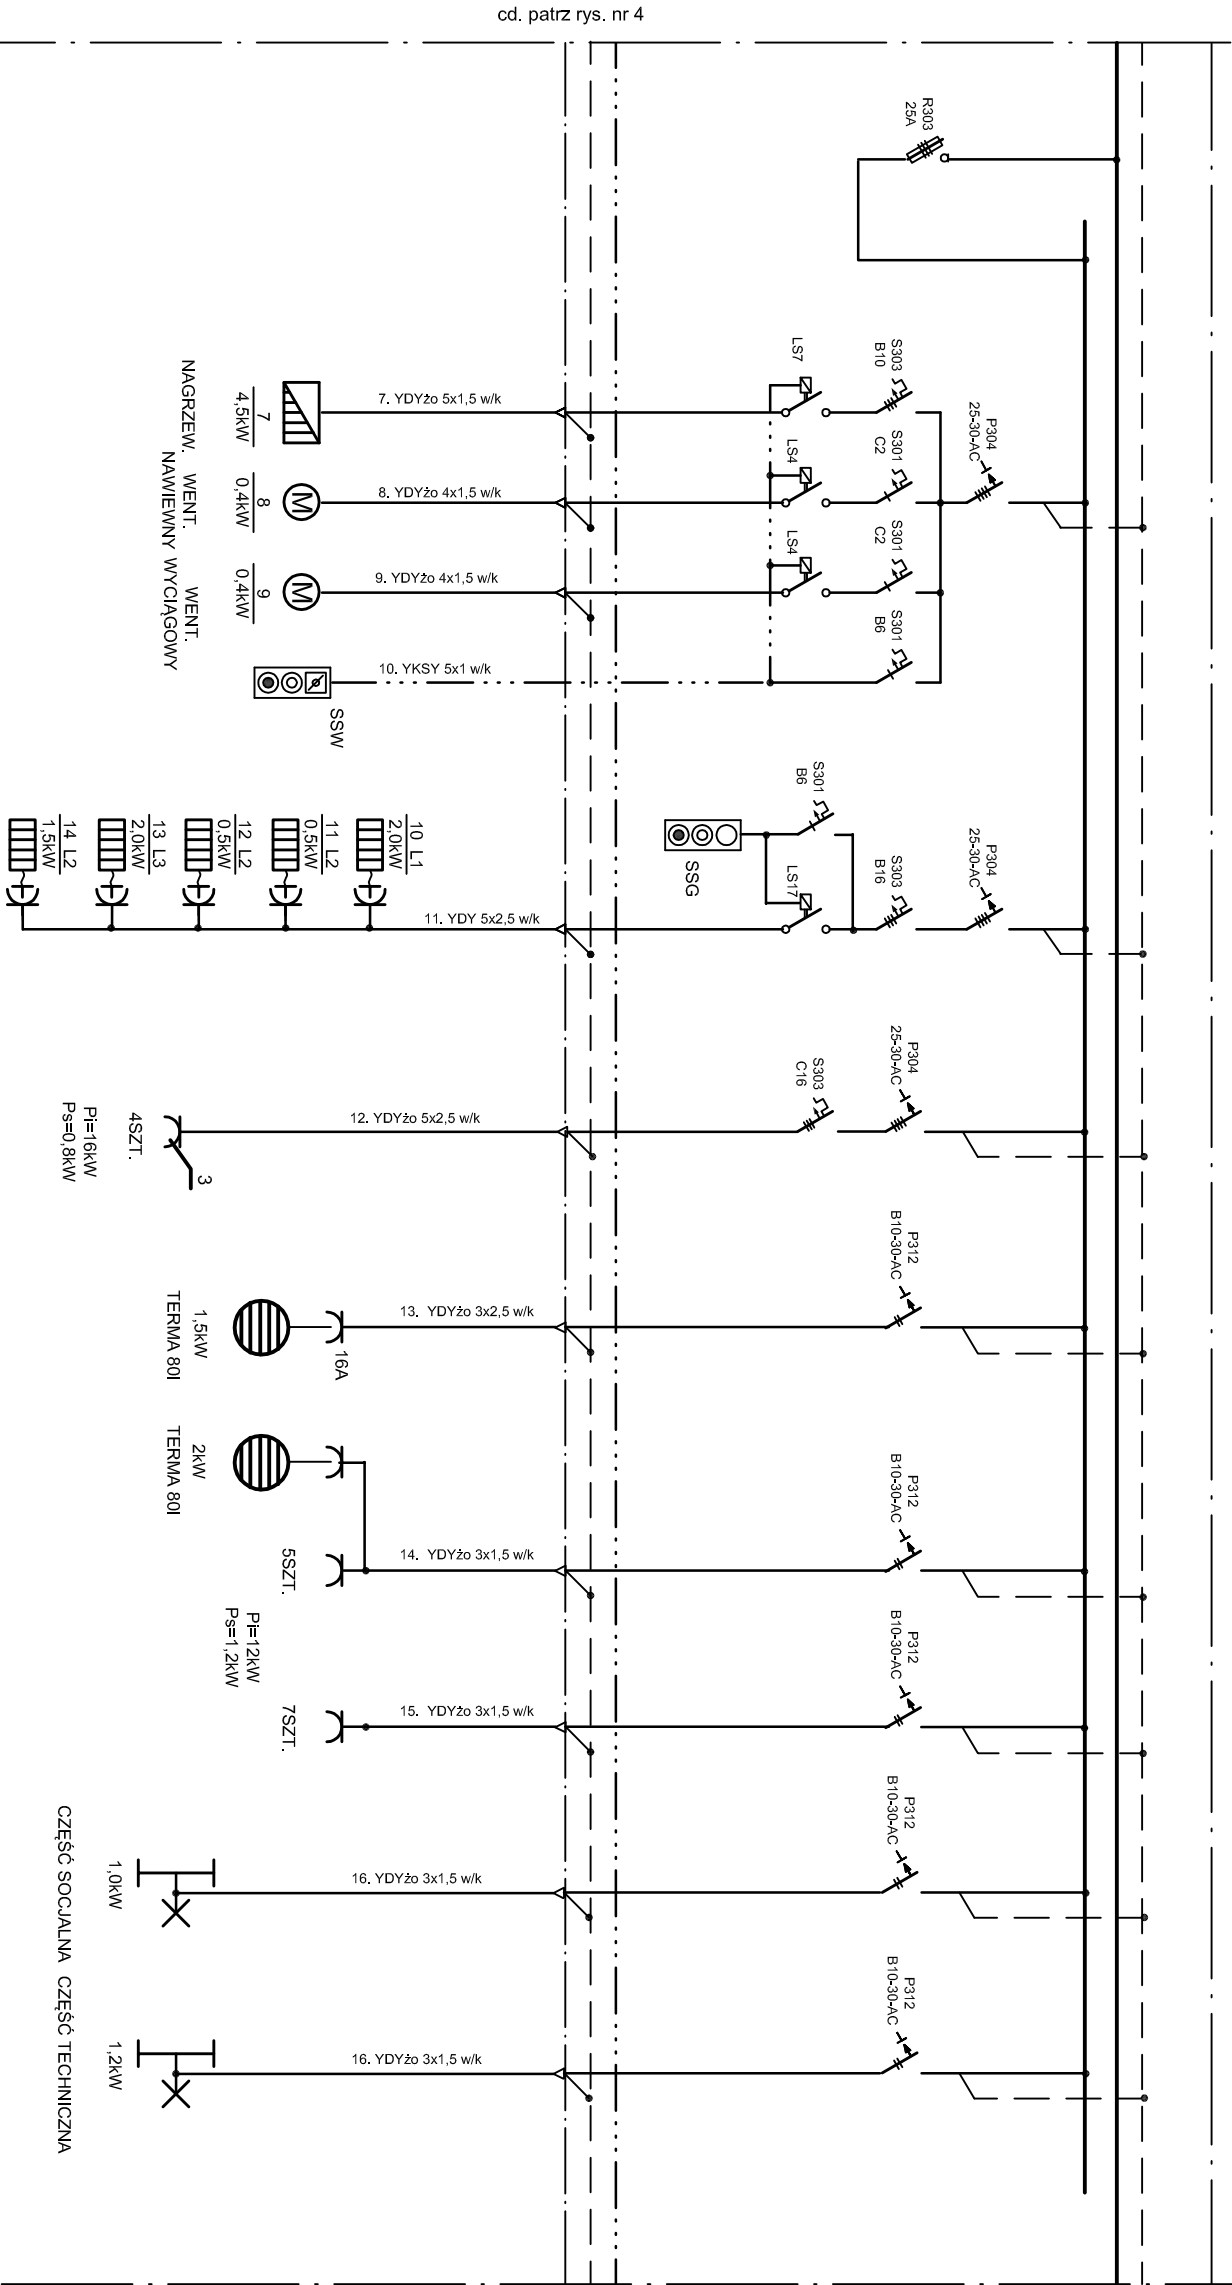 cd. patrz rys. nr 4
R303
25A
LS7
S303
B10
P304
25-30-AC
7. YDYżo 5x1,5 w/k
7
4,5kW
NAGRZEW.
LS4
S301
C2
8. YDYżo 4x1,5 w/k
8
0,4kW
WENT.
NAWIEWNY
LS4
S301
C2
9. YDYżo 4x1,5 w/k
9
0,4kW
WENT.
WYCIĄGOWY
S301
B6
10. YKSY 5x1 w/k
SSW
S301
B6
LS17
S303
B16
P304
25-30-AC
SSG
10 L1
2,0kW
11 L2
0,5kW
12 L2
0,5kW
13 L3
2,0kW
14 L2
1,5kW
11. YDY 5x2,5 w/k
P304
25-30-AC
S303
C16
12. YDYżo 5x2,5 w/k
3
4SZT.
Pi=16kW
Ps=0,8kW
P312
B10-30-AC
13. YDYżo 3x2,5 w/k
16A
1,5kW
TERMA 80l
P312
B10-30-AC
2kW
TERMA 80l
14. YDYżo 3x1,5 w/k
5SZT.
Pi=12kW
Ps=1,2kW
P312
B10-30-AC
15. YDYżo 3x1,5 w/k
7SZT.
P312
B10-30-AC
16. YDYżo 3x1,5 w/k
1,0kW
CZĘŚĆ SOCJALNA
P312
B10-30-AC
16. YDYżo 3x1,5 w/k
1,2kW
CZĘŚĆ TECHNICZNA
M
M